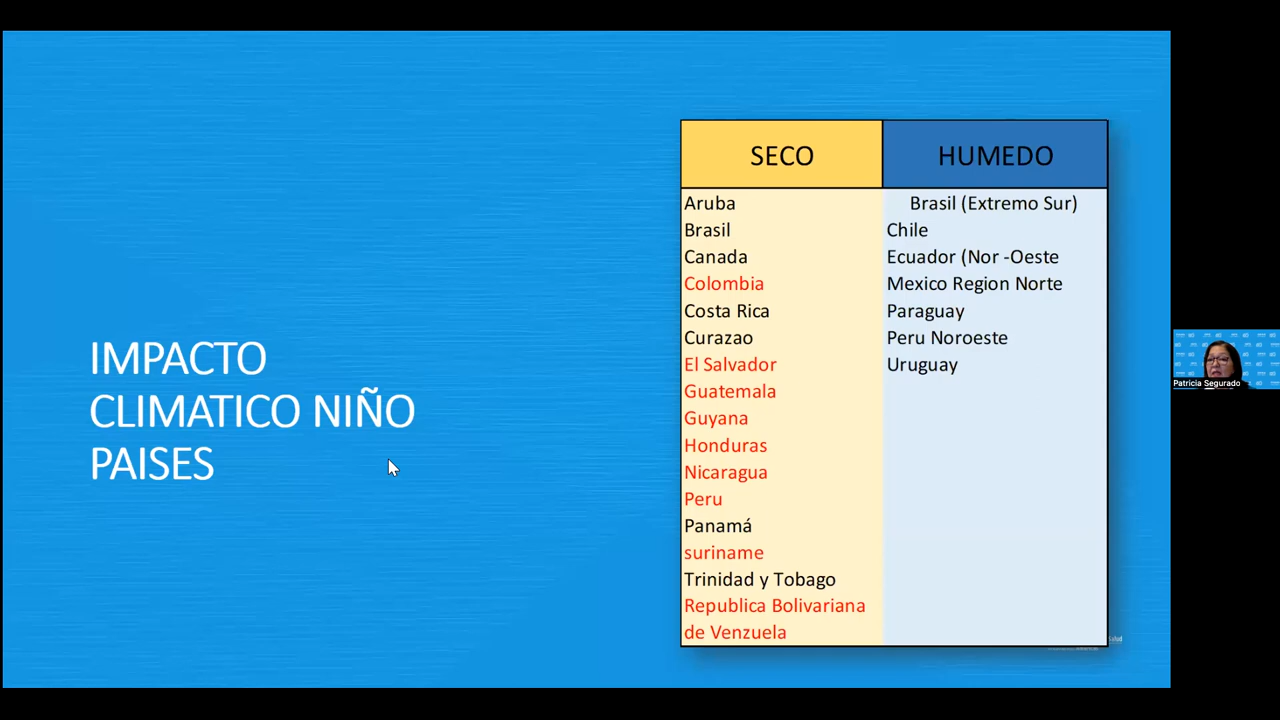 IMPACTO
CLIMATICO NIÑO
PAISES
SECO
HUMEDO
Aruba
Brasil
Canada
Colombia
Costa Rica
Curazao
El Salvador
Guatemala
Guyana
Honduras
Nicaragua
Peru
Panamá
suriname
Trinidad y Tobago
Republica Bolivariana
de Venezuela
Brasil (Extremo Sur)
Chile
Ecuador (Nor -Oeste
Mexico Region Norte
Paraguay
Peru Noroeste
Uruguay
Salud
Patricia Segurado